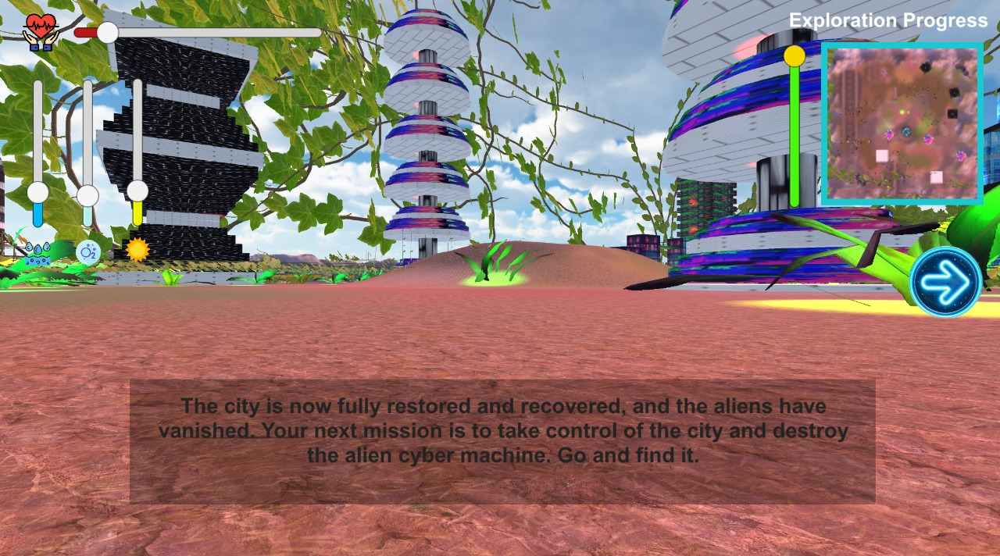 Exploration Progress
O2
The city is now fully restored and recovered, and the aliens have
vanished. Your next mission is to take control of the city and destroy
the alien cyber machine. Go and find it.